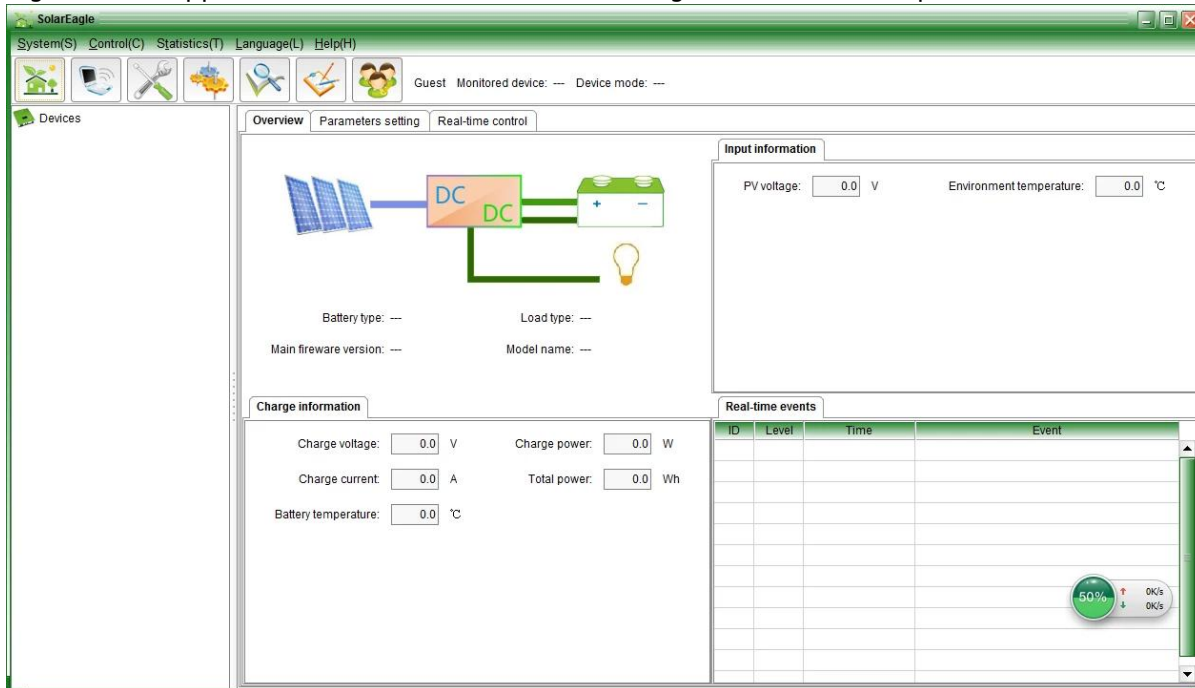 SolarEagle
System(S) Control(C) Statistics(T) Language(L) Help(H)
Guest Monitored device: --- Device mode: ---
Devices
Overview Parameters setting Real-time control
Input information
PV voltage: 0.0 V Environment temperature: 0.0 ℃
DC
DC
+ −
Battery type: --- Load type: ---
Main fireware version: --- Model name: ---
Charge information
Charge voltage: 0.0 V Charge power: 0.0 W
Charge current: 0.0 A Total power: 0.0 Wh
Battery temperature: 0.0 ℃
Real-time events
ID Level Time Event
50% ↑ 0K/s
↓ 0K/s